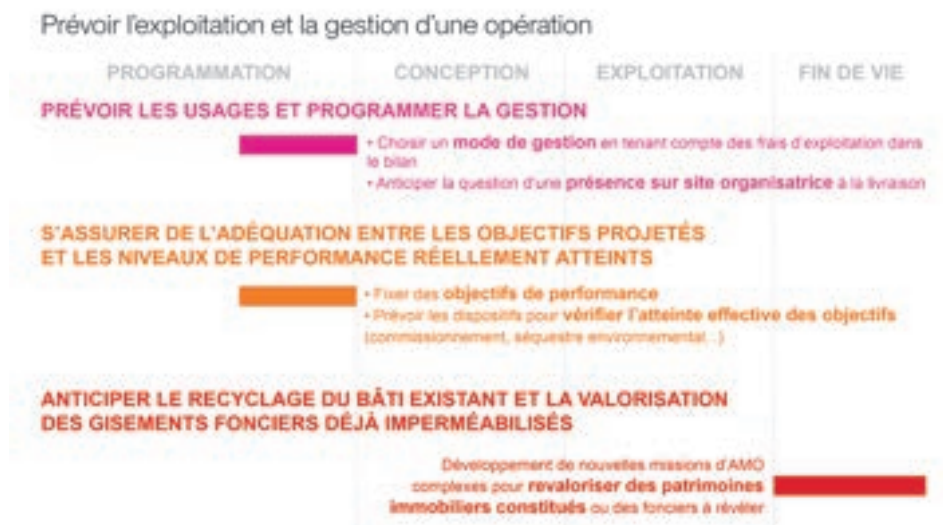 Prévoir l'exploitation et la gestion d'une opération
PROGRAMMATION CONCEPTION EXPLOITATION FIN DE VIE
PRÉVOIR LES USAGES ET PROGRAMMER LA GESTION
• Choisir un mode de gestion en tenant compte des frais d'exploitation dans
le bilan
• Anticiper la question d'une présence sur site organisatrice à la livraison
S'ASSURER DE L'ADÉQUATION ENTRE LES OBJECTIFS PROJETÉS
ET LES NIVEAUX DE PERFORMANCE RÉELLEMENT ATTEINTS
• Fixer des objectifs de performance
• Prévoir les dispositifs pour vérifier l'atteinte effective des objectifs
(commissionnement, séquestre environnemental...)
ANTICIPER LE RECYCLAGE DU BÂTI EXISTANT ET LA VALORISATION
DES GISEMENTS FONCIERS DÉJÀ IMPERMÉABILISÉS
Développement de nouvelles missions d'AMO
complexes pour revaloriser des patrimoines
immobiliers constitués ou des fonciers à révéler